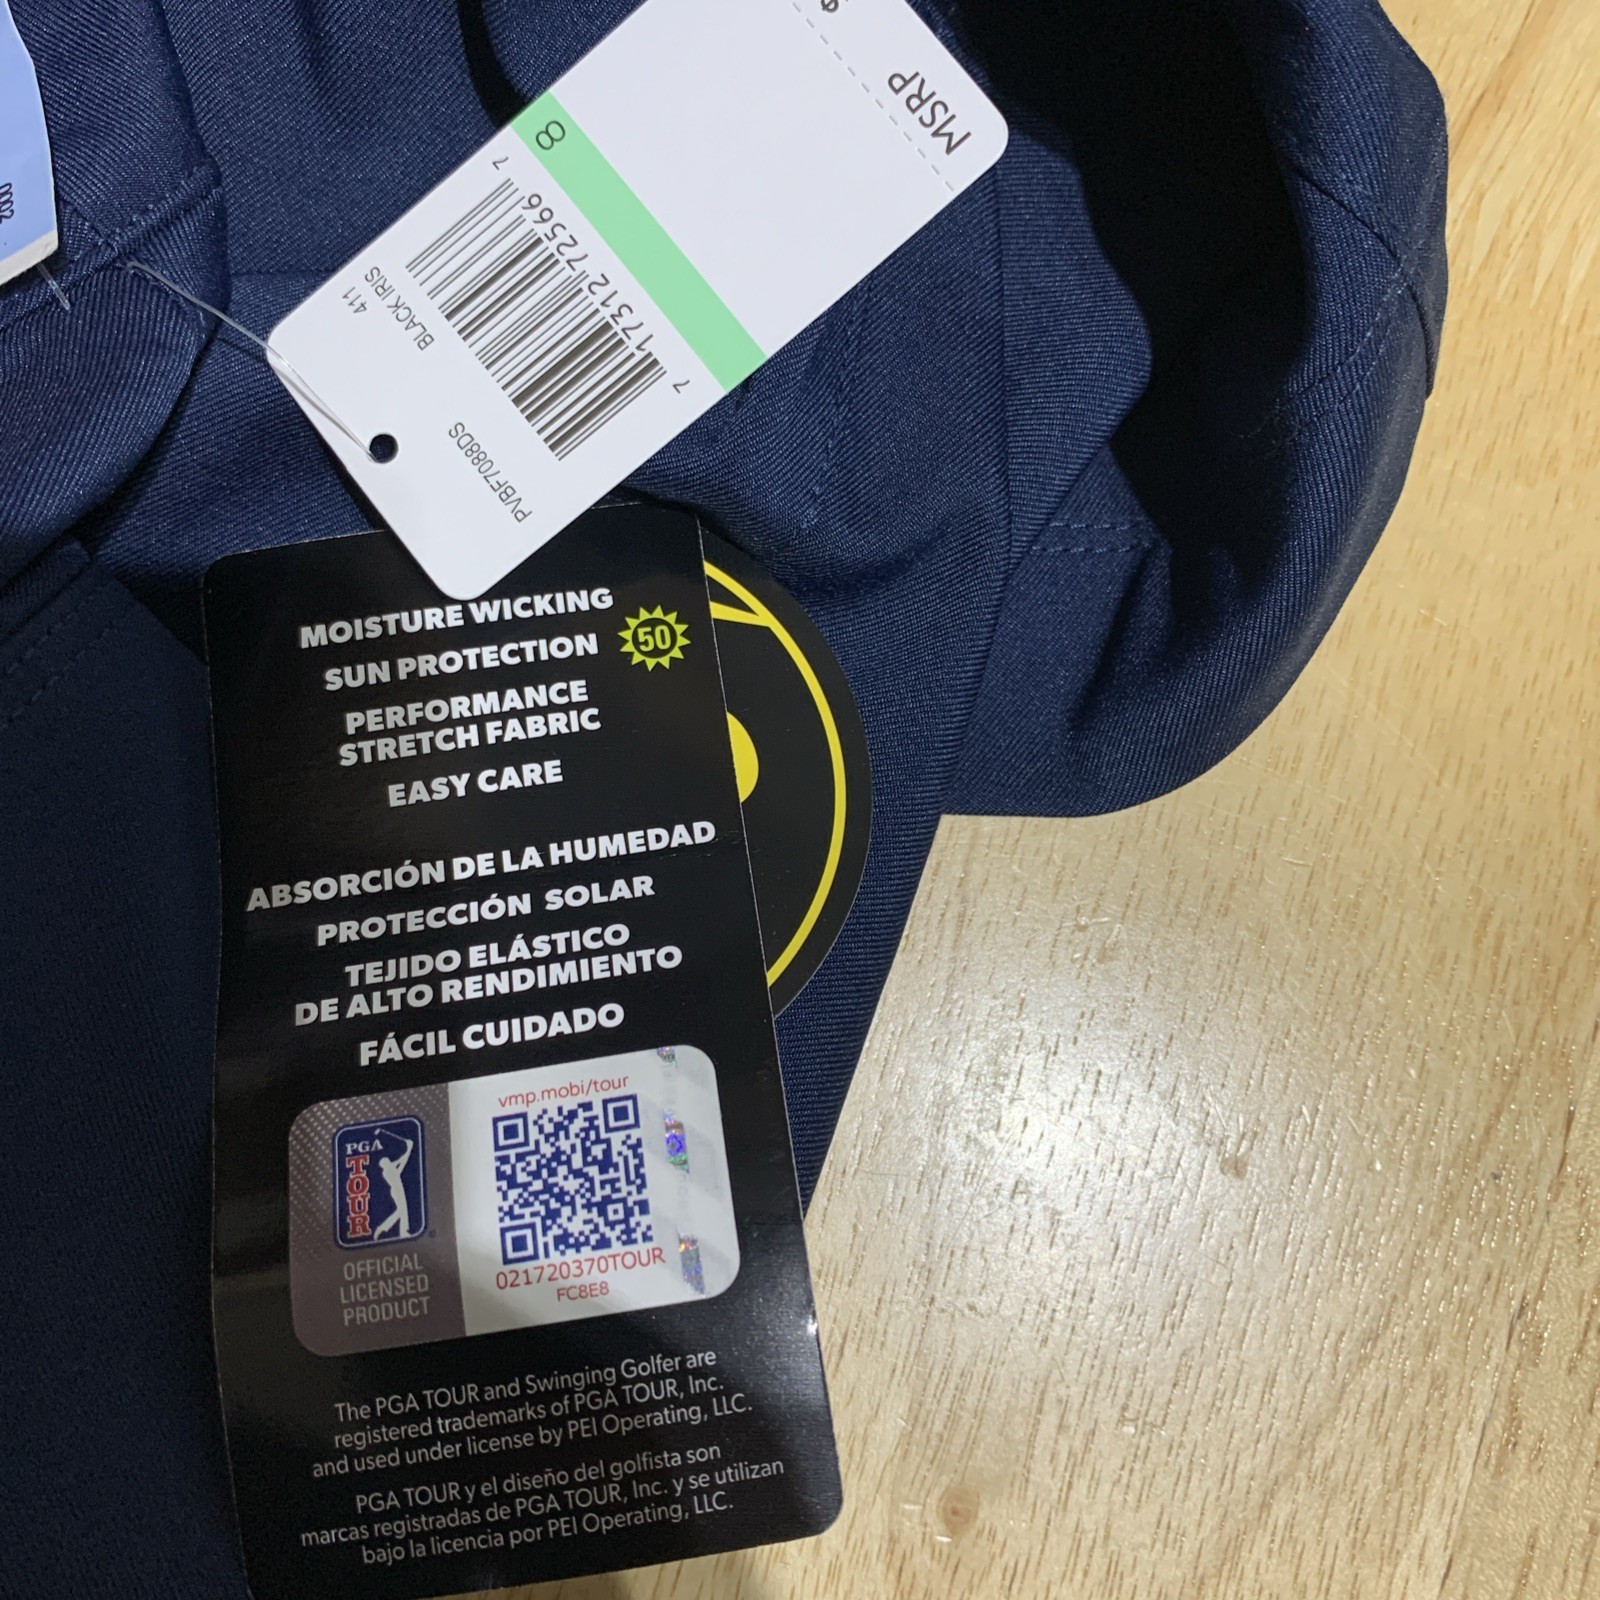 0002
$
MSRP
8
7 17312 72566 7
411
BLACK IRIS
PVBF7088DS
MOISTURE WICKING
SUN PROTECTION
50
PERFORMANCE
STRETCH FABRIC
EASY CARE
ABSORCIÓN DE LA HUMEDAD
PROTECCIÓN SOLAR
TEJIDO ELÁSTICO
DE ALTO RENDIMIENTO
FÁCIL CUIDADO
vmp.mobi/tour
PGA
TOUR
®
OFFICIAL
LICENSED
PRODUCT
021720370TOUR
FC8E8
The PGA TOUR and Swinging Golfer are
registered trademarks of PGA TOUR, Inc.
and used under license by PEI Operating, LLC.
PGA TOUR y el diseño del golfista son
marcas registradas de PGA TOUR, Inc. y se utilizan
bajo la licencia por PEI Operating, LLC.